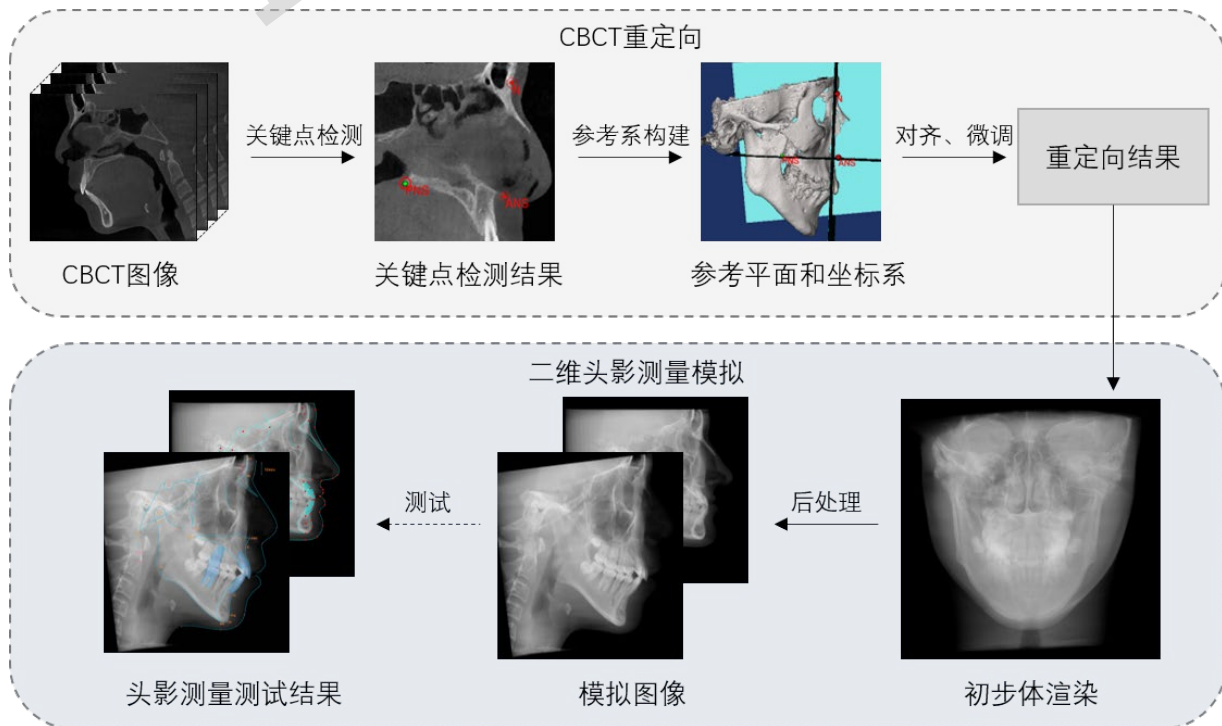 CBCT重定向
关键点检测
参考系构建
对齐、微调
重定向结果
N
PNS
ANS
N
PNS
ANS
CBCT图像
关键点检测结果
参考平面和坐标系
二维头影测量模拟
测试
后处理
头影测量测试结果
模拟图像
初步体渲染